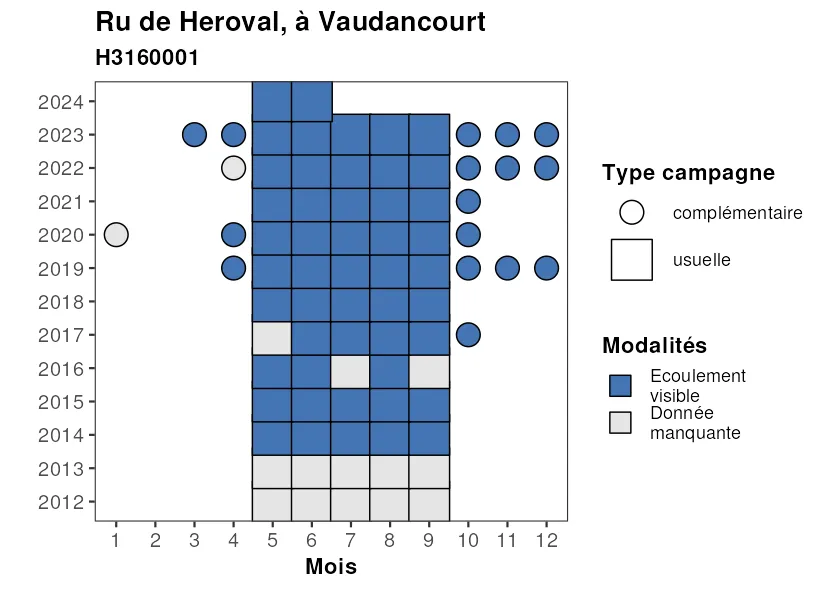 Ru de Heroval, à Vaudancourt
H3160001
2024
2023
2022
2021
2020
2019
2018
2017
2016
2015
2014
2013
2012
1 2 3 4 5 6 7 8 9 10 11 12
Mois
Type campagne
complémentaire
usuelle
Modalités
Ecoulement
visible
Donnée
manquante